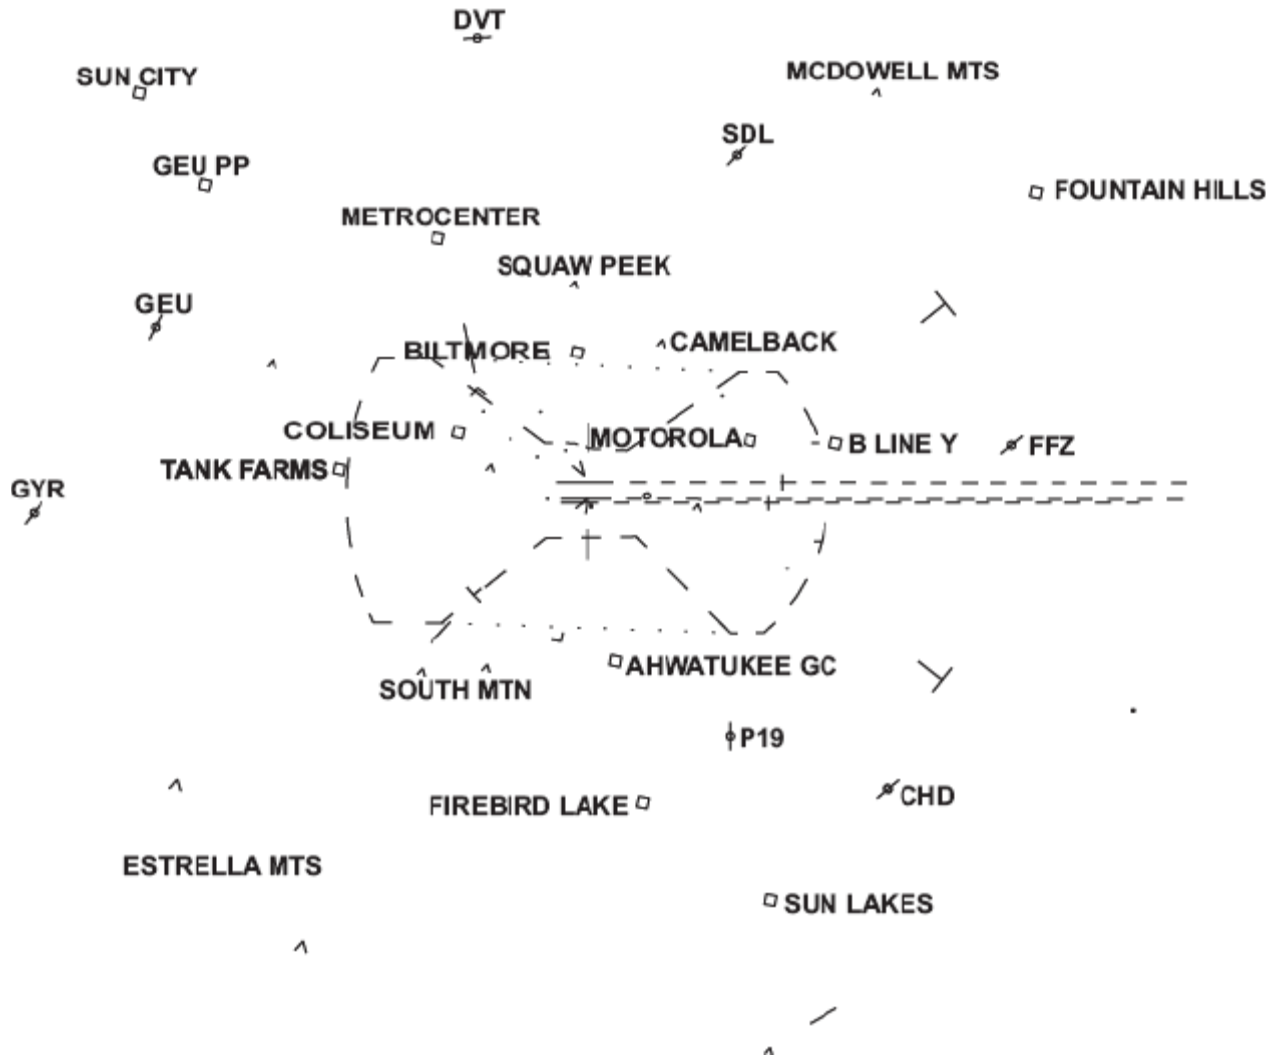 DVT
SUN CITY
MCDOWELL MTS
SDL
GEU PP
FOUNTAIN HILLS
METROCENTER
SQUAW PEEK
GEU
BILTMORE
CAMELBACK
COLISEUM
MOTOROLA
B LINE Y
FFZ
TANK FARMS
GYR
AHWATUKEE GC
SOUTH MTN
P19
FIREBIRD LAKE
CHD
ESTRELLA MTS
SUN LAKES